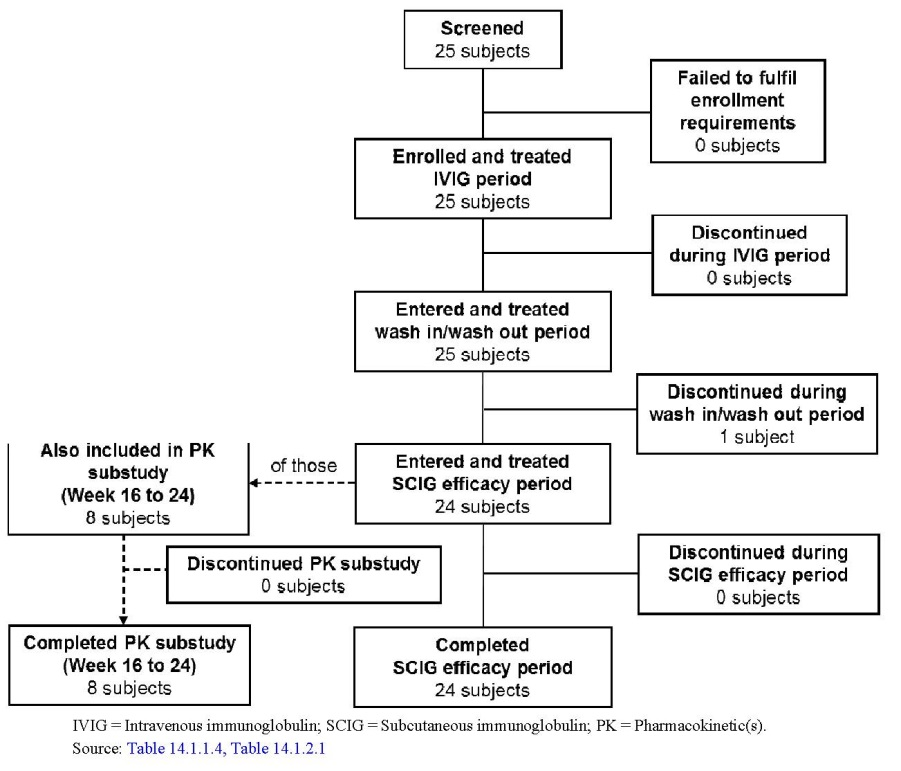 Screened
25 subjects
Failed to fulfil
enrollment
requirements
0 subjects
Enrolled and treated
IVIG period
25 subjects
Discontinued
during IVIG period
0 subjects
Entered and treated
wash in/wash out period
25 subjects
Discontinued during
wash in/wash out period
1 subject
Also included in PK
substudy
(Week 16 to 24)
8 subjects
of those
Entered and treated
SCIG efficacy period
24 subjects
Discontinued PK substudy
0 subjects
Discontinued during
SCIG efficacy period
0 subjects
Completed PK substudy
(Week 16 to 24)
8 subjects
Completed
SCIG efficacy period
24 subjects
IVIG = Intravenous immunoglobulin; SCIG = Subcutaneous immunoglobulin; PK = Pharmacokinetic(s).
Source: Table 14.1.1.4, Table 14.1.2.1